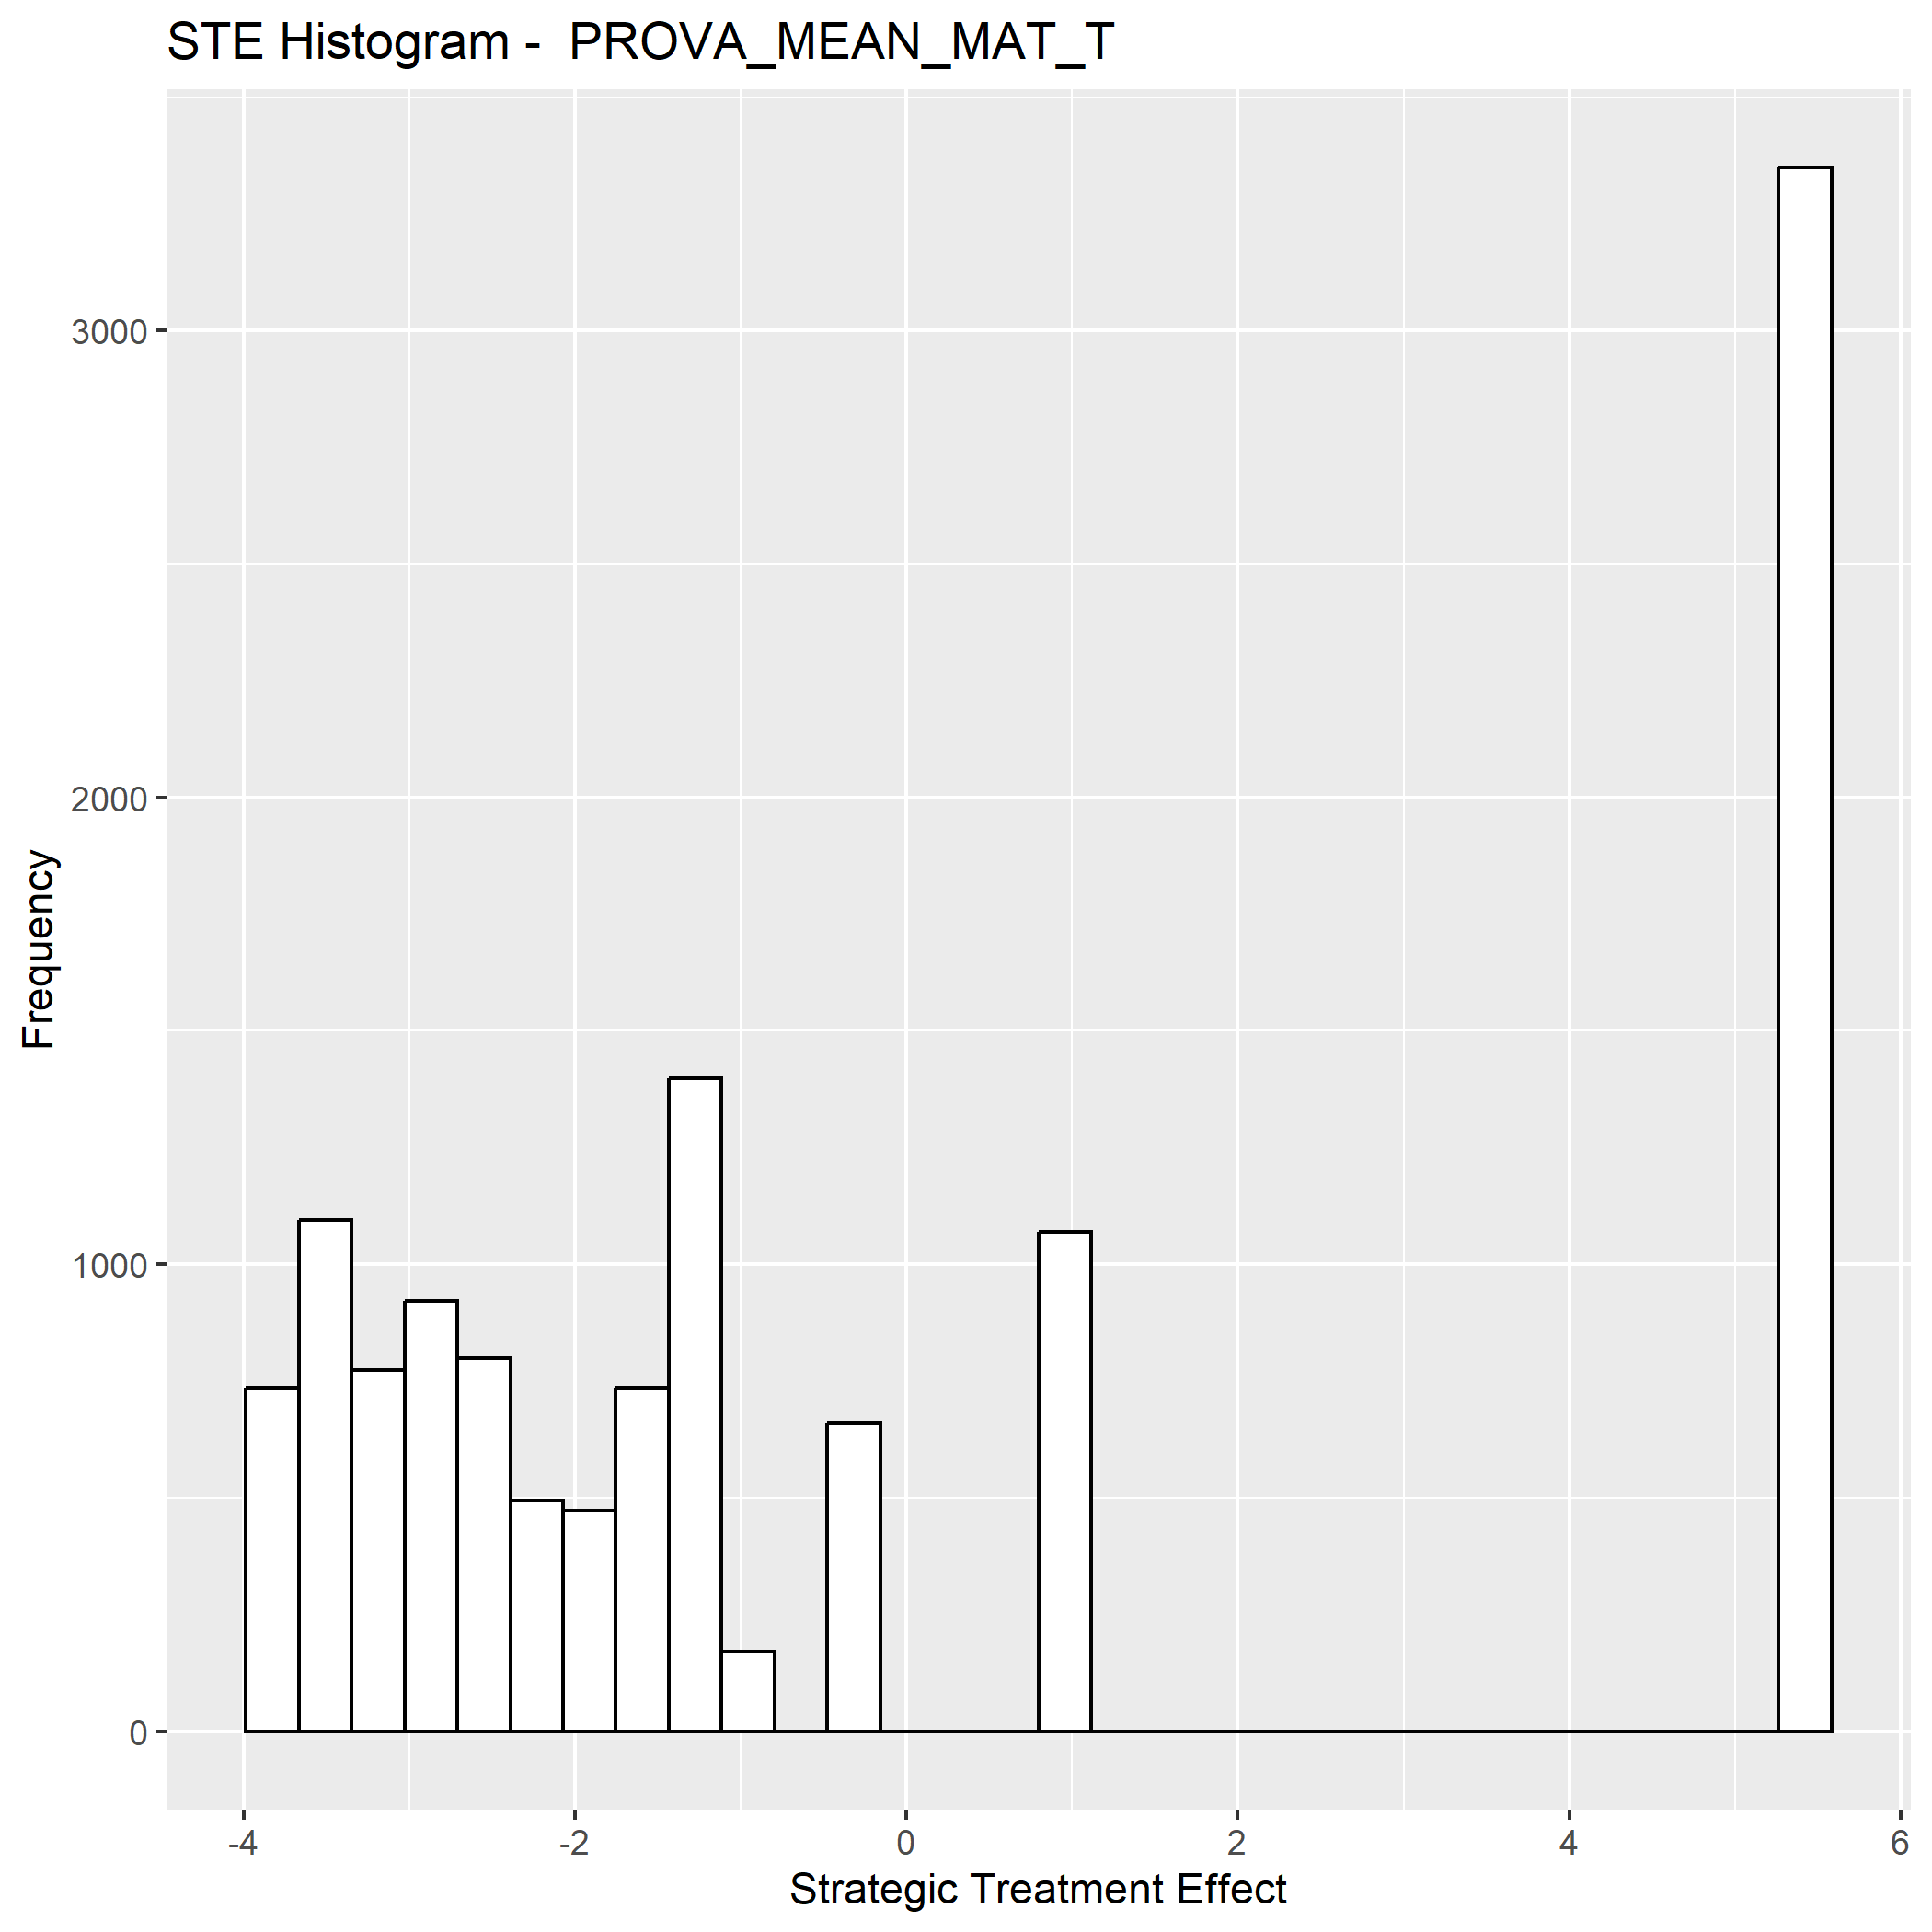 STE Histogram -  PROVA_MEAN_MAT_T
Frequency
3000
2000
1000
0
-4 -2 0 2 4 6
Strategic Treatment Effect